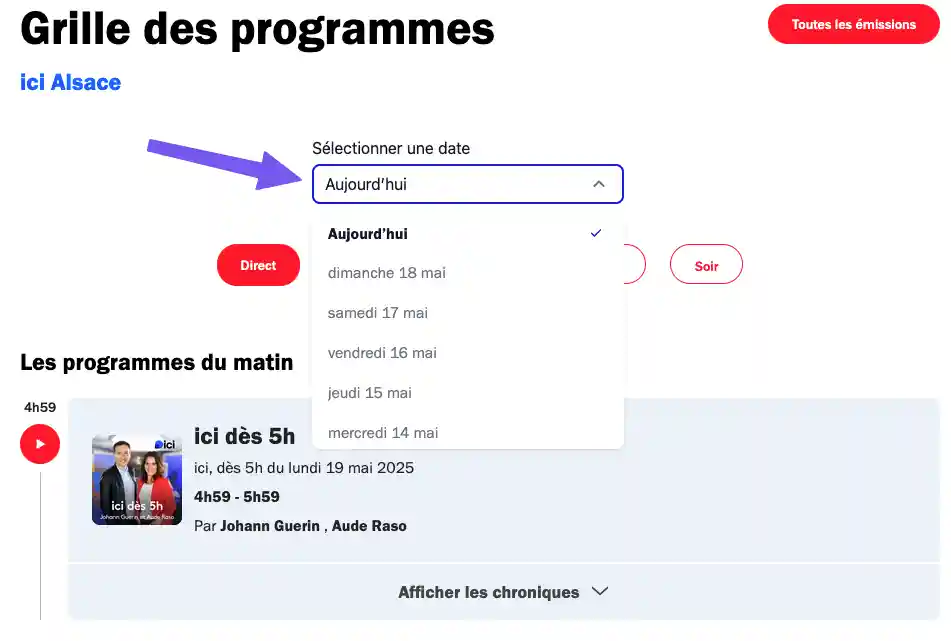 Grille des programmes
Toutes les émissions
ici Alsace
Sélectionner une date
Aujourd’hui
Aujourd’hui
dimanche 18 mai
Direct
Soir
samedi 17 mai
vendredi 16 mai
Les programmes du matin
jeudi 15 mai
4h59
mercredi 14 mai
ici
ici dès 5h
Johann Guerin et Aude Raso
ici dès 5h
ici, dès 5h du lundi 19 mai 2025
4h59 - 5h59
Par Johann Guerin , Aude Raso
Afficher les chroniques